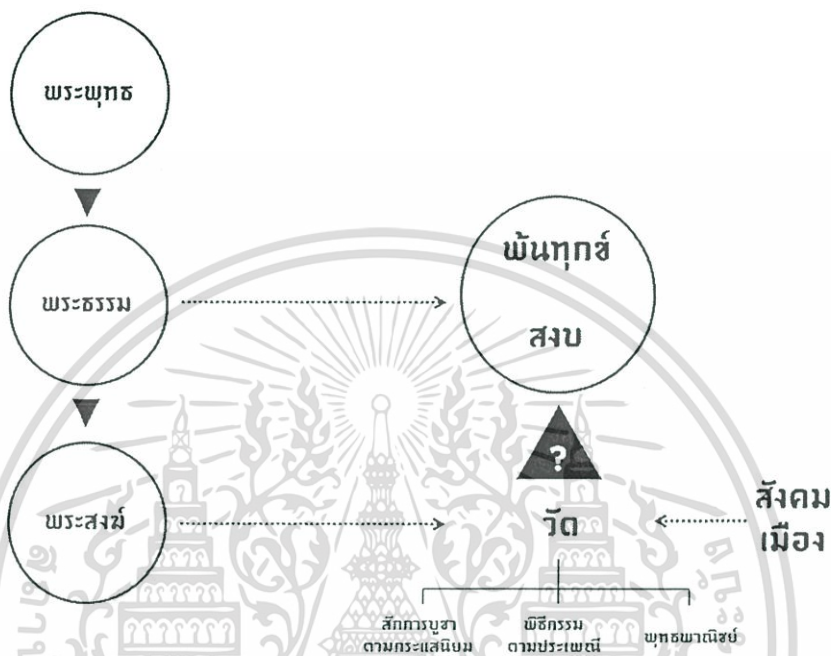 พระพุทธ
พระธรรม
พระสงฆ์
พ้นทุกข์
สงบ
?
วัด
สังคม
เมือง
สักการบูชา
ตามกระแสนิยม
พิธีกรรม
ตามประเพณี
พุทธพาณิชย์